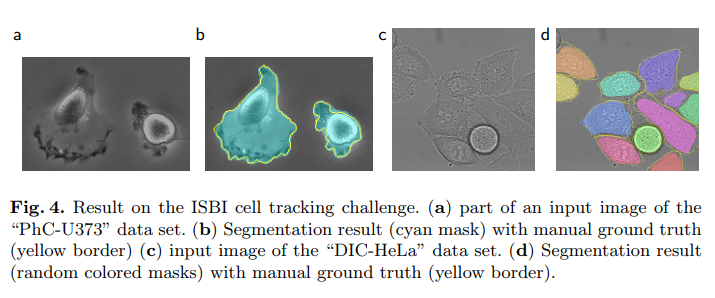 a b c d
Fig. 4. Result on the ISBI cell tracking challenge. (a) part of an input image of the
“PhC-U373” data set. (b) Segmentation result (cyan mask) with manual ground truth
(yellow border) (c) input image of the “DIC-HeLa” data set. (d) Segmentation result
(random colored masks) with manual ground truth (yellow border).